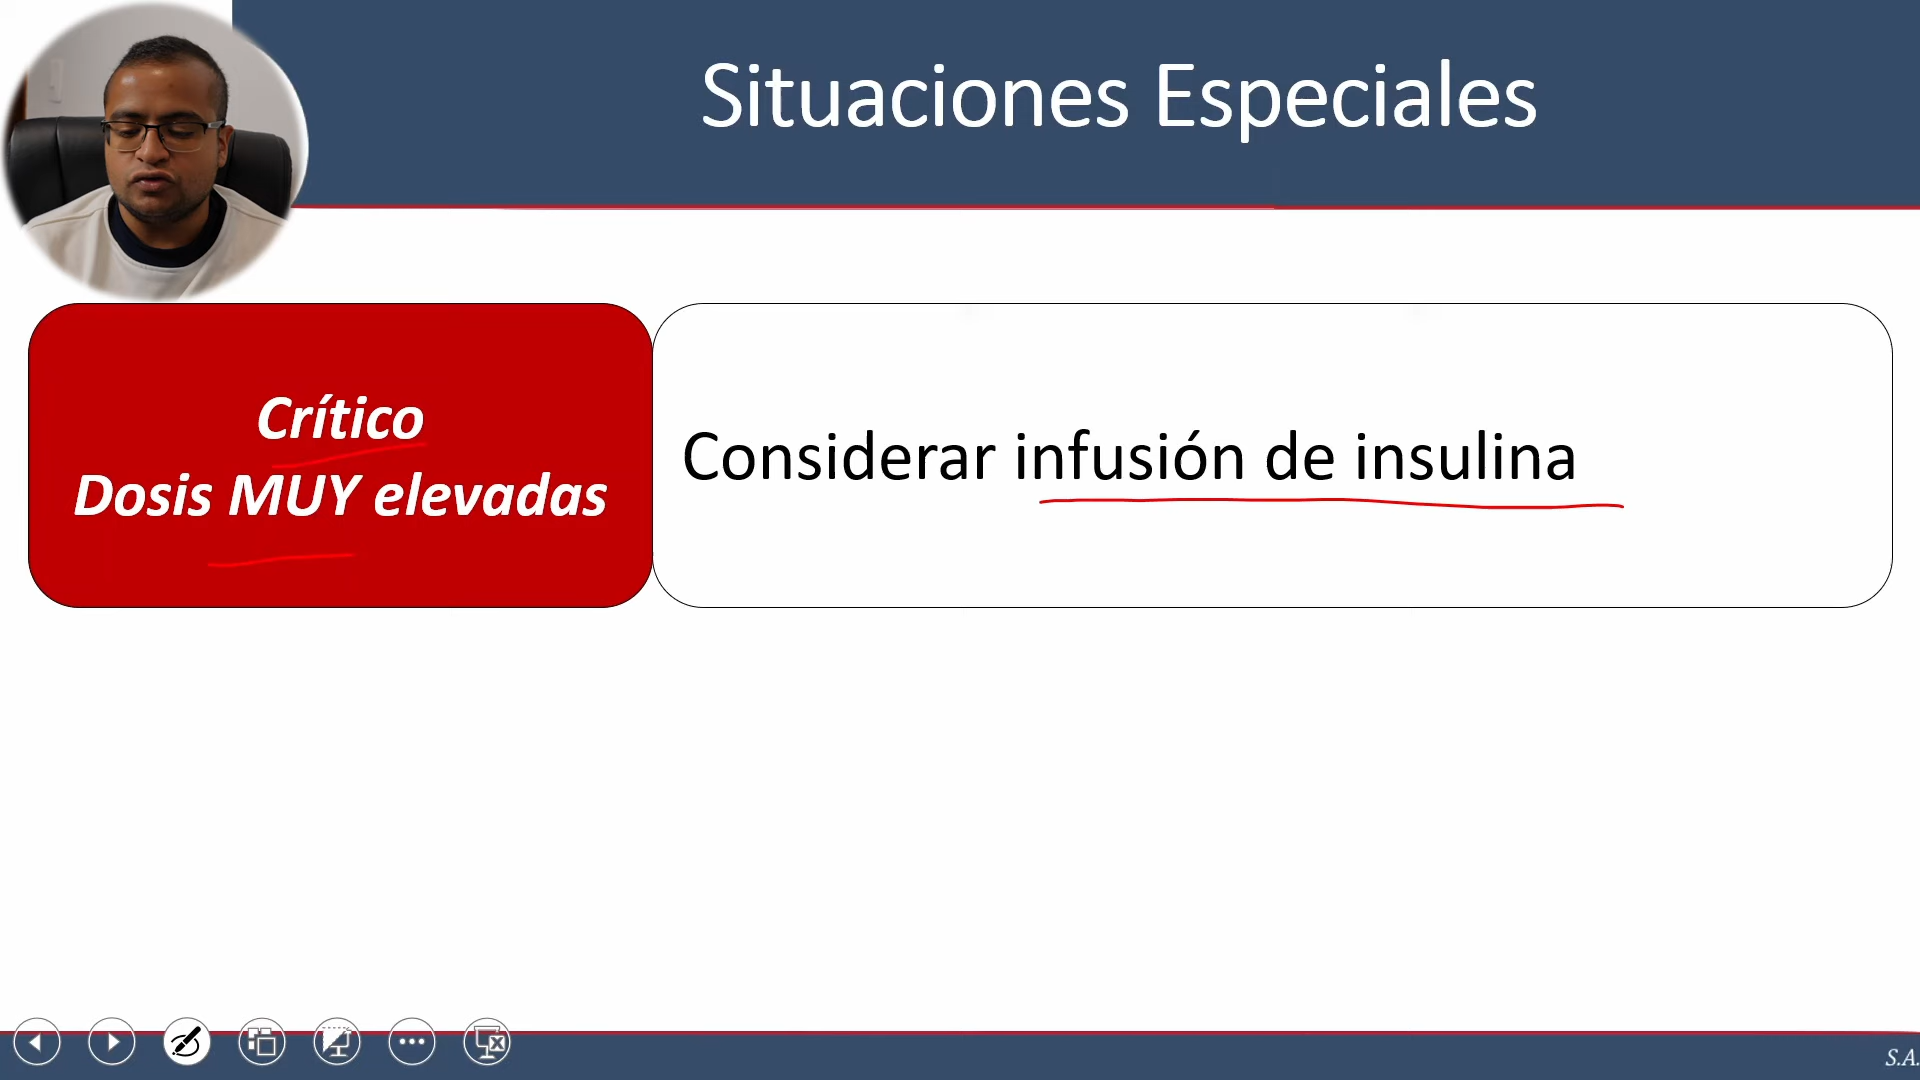 Situaciones Especiales
Crítico
Dosis MUY elevadas
Considerar infusión de insulina
S.A.